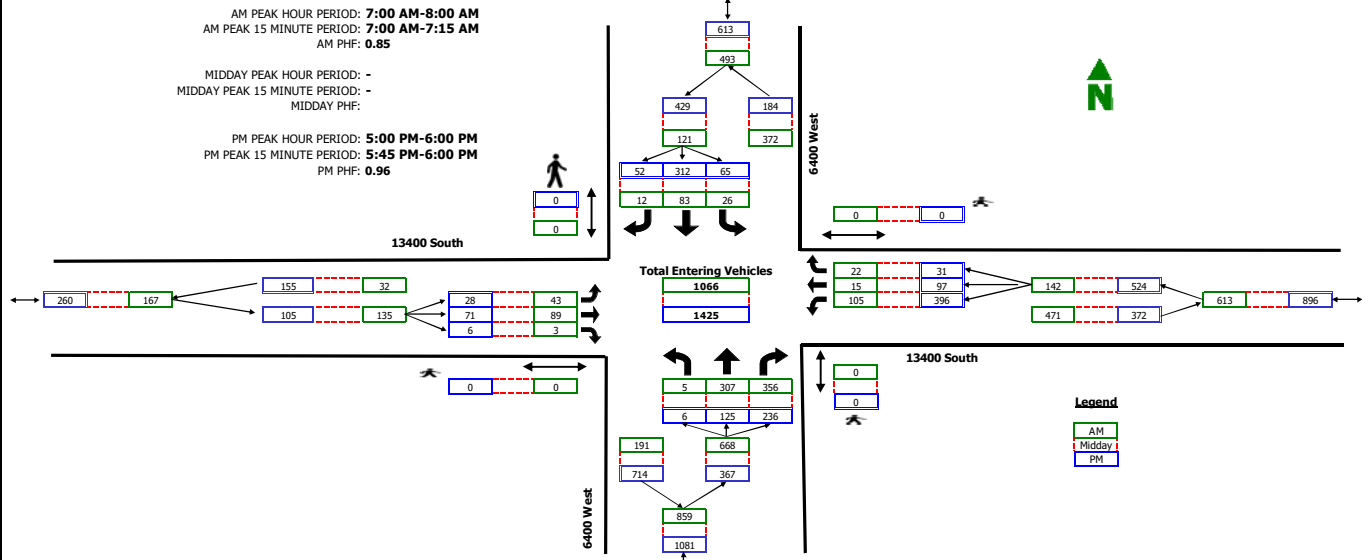 AM PEAK HOUR PERIOD: 7:00 AM-8:00 AM
AM PEAK 15 MINUTE PERIOD: 7:00 AM-7:15 AM
AM PHF: 0.85
MIDDAY PEAK HOUR PERIOD: -
MIDDAY PEAK 15 MINUTE PERIOD: -
MIDDAY PHF:
PM PEAK HOUR PERIOD: 5:00 PM-6:00 PM
PM PEAK 15 MINUTE PERIOD: 5:45 PM-6:00 PM
PM PHF: 0.96
613
493
429 184
121 372
52 312 65
12 83 26
N
6400 West
0
0
0 0
13400 South
Total Entering Vehicles
1066
1425
260 167
155 32
105 135
28 43
71 89
6 3
22 31
15 97
105 396
142 524
471 372
613 896
13400 South
0 0
0
0
5 307 356
6 125 236
191 668
714 367
859
1081
6400 West
Legend
AM
Midday
PM